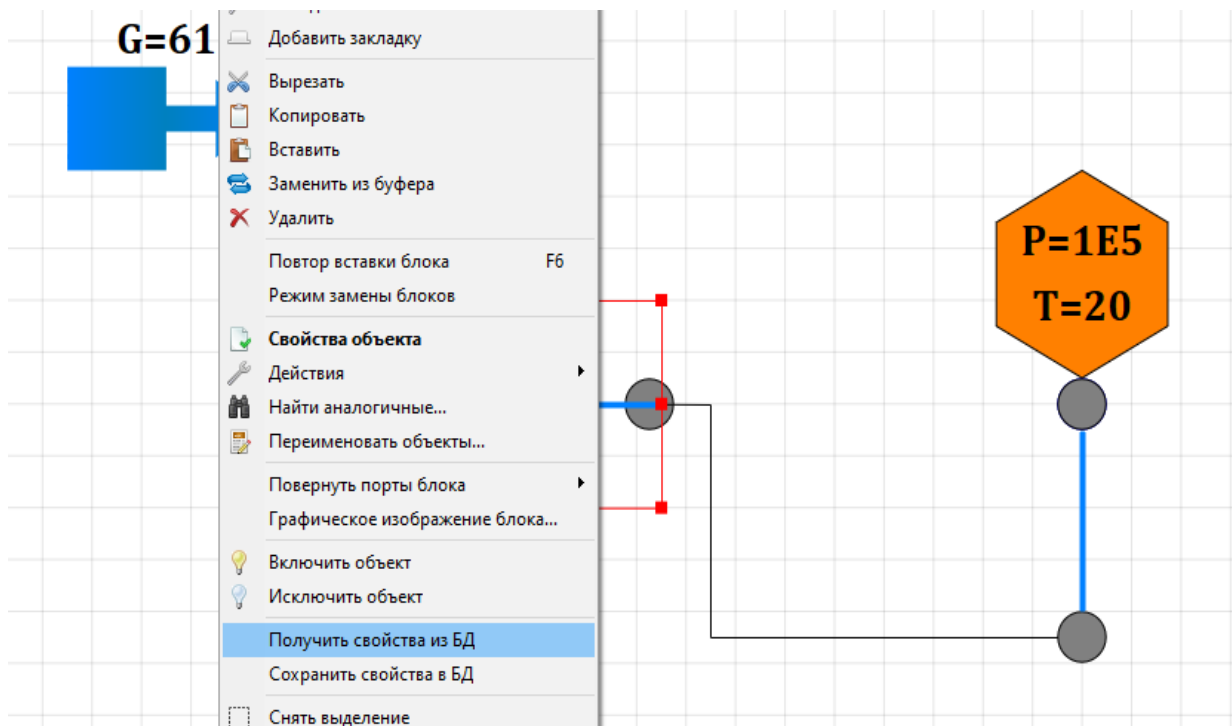 G=61
Добавить закладку
Вырезать
Копировать
Вставить
Заменить из буфера
Удалить
Повтор вставки блока F6
Режим замены блоков
Свойства объекта
Действия
Найти аналогичные...
Переименовать объекты...
Повернуть порты блока
Графическое изображение блока...
Включить объект
Исключить объект
Получить свойства из БД
Сохранить свойства в БД
Снять выделение
P=1E5
T=20